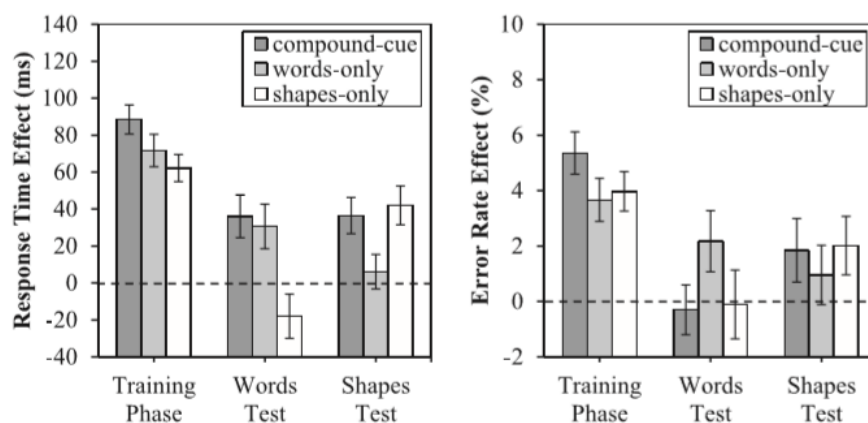 Response Time Effect (ms)
140
120
100
80
60
40
20
0
-20
-40
compound-cue
words-only
shapes-only
Training
Phase
Words
Test
Shapes
Test
Error Rate Effect (%)
10
8
6
4
2
0
-2
compound-cue
words-only
shapes-only
Training
Phase
Words
Test
Shapes
Test